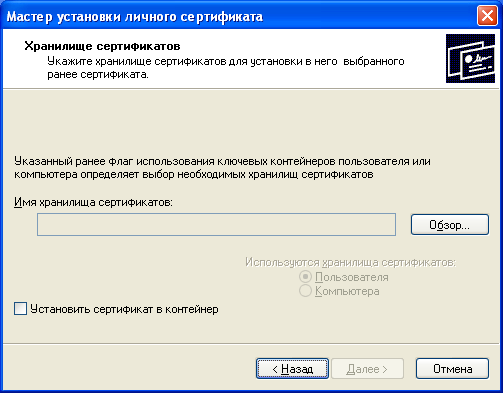 Мастер установки личного сертификата
Хранилище сертификатов
Укажите хранилище сертификатов для установки в него выбранного
ранее сертификата.
Указанный ранее флаг использования ключевых контейнеров пользователя или
компьютера определяет выбор необходимых хранилищ сертификатов
Имя хранилища сертификатов:
Обзор...
Используются хранилища сертификатов:
Пользователя
Компьютера
Установить сертификат в контейнер
< Назад
Далее >
Отмена